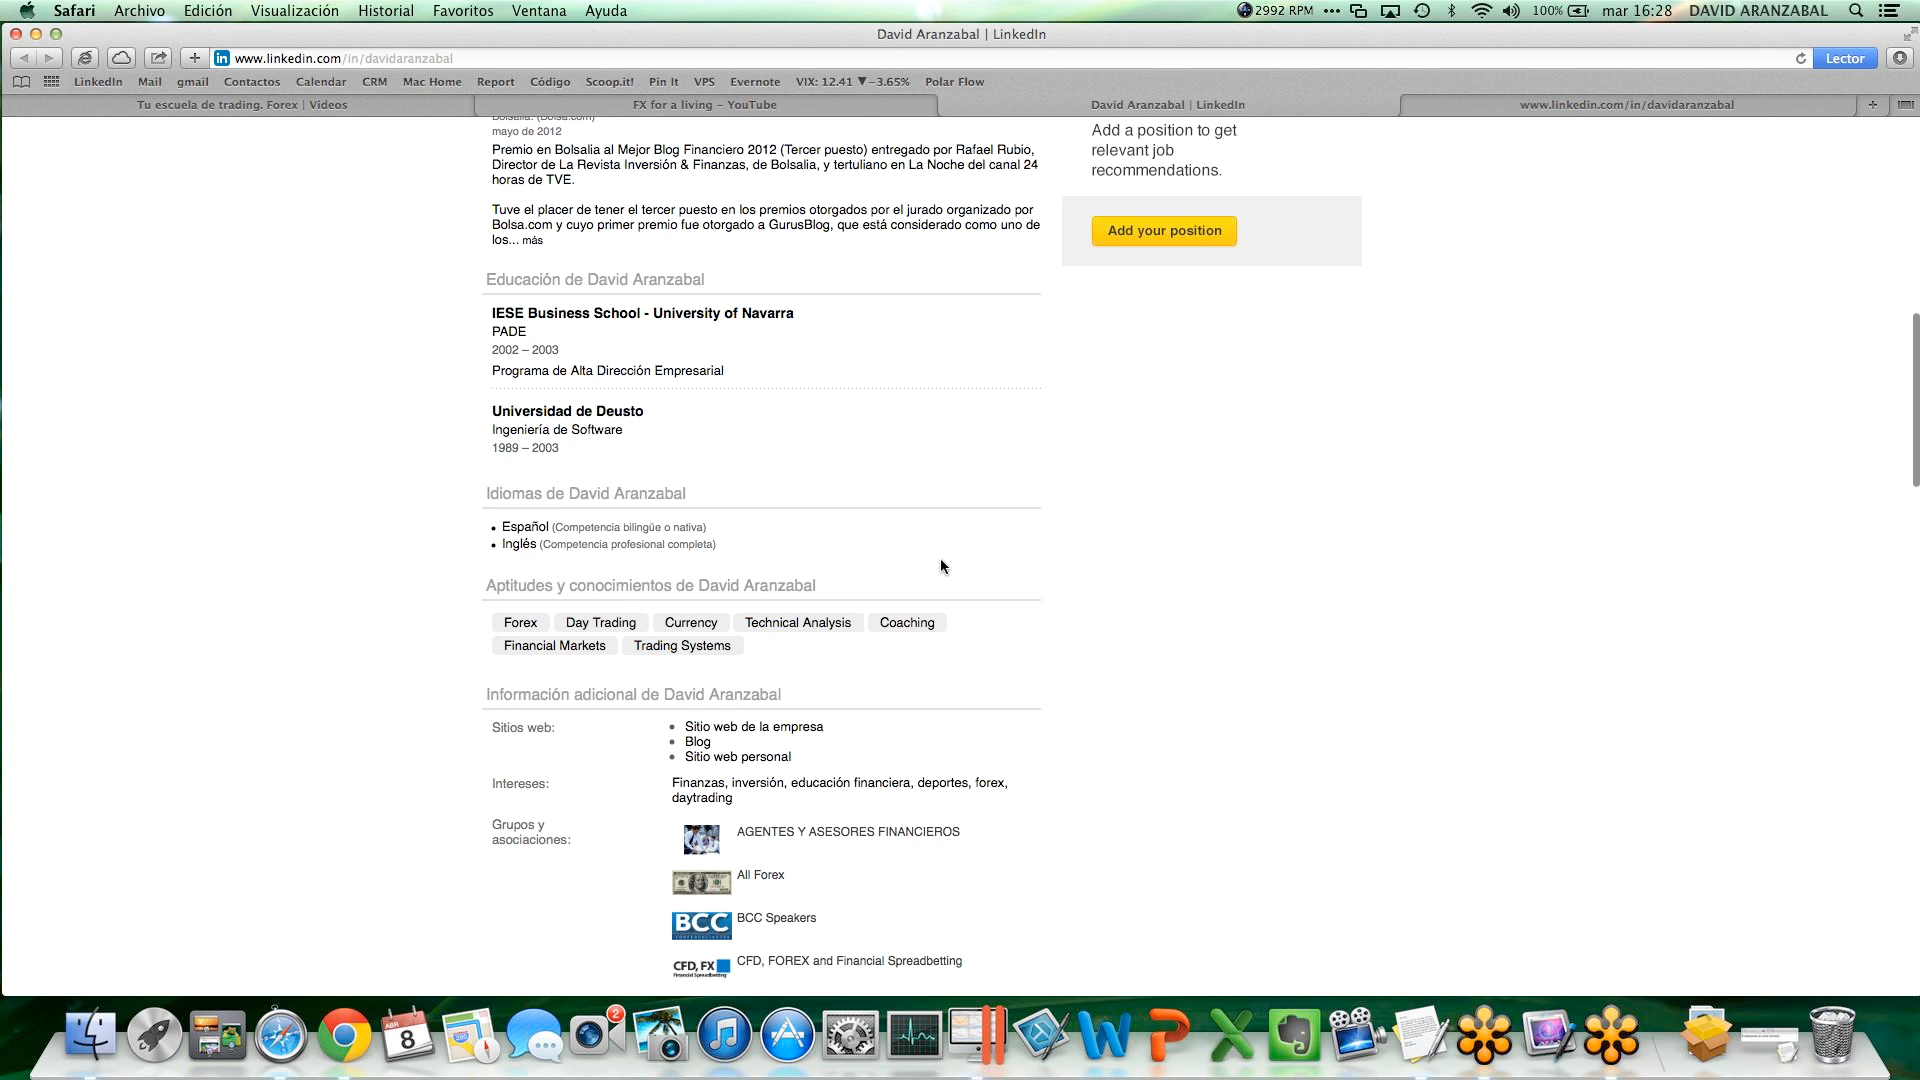 Safari Archivo Edición Visualización Historial Favoritos Ventana Ayuda 2992 RPM 100% mar 16:28 DAVID ARANZABAL
David Aranzabal | LinkedIn
www.linkedin.com/in/davidaranzabal Lector
LinkedIn Mail gmail Contactos Calendar CRM Mac Home Report Código Scoop.it! Pin It VPS Evernote VIX: 12.41 ▼−3.65% Polar Flow
Tu escuela de trading. Forex | Videos FX for a living – YouTube David Aranzabal | LinkedIn www.linkedin.com/in/davidaranzabal
Bolsalia. (Bolsa.com)
mayo de 2012
Premio en Bolsalia al Mejor Blog Financiero 2012 (Tercer puesto) entregado por Rafael Rubio,
Director de La Revista Inversión & Finanzas, de Bolsalia, y tertuliano en La Noche del canal 24
horas de TVE.
Tuve el placer de tener el tercer puesto en los premios otorgados por el jurado organizado por
Bolsa.com y cuyo primer premio fue otorgado a GurusBlog, que está considerado como uno de
los... más
Add a position to get
relevant job
recommendations.
Add your position
Educación de David Aranzabal
IESE Business School - University of Navarra
PADE
2002 – 2003
Programa de Alta Dirección Empresarial
Universidad de Deusto
Ingeniería de Software
1989 – 2003
Idiomas de David Aranzabal
• Español (Competencia bilingüe o nativa)
• Inglés (Competencia profesional completa)
Aptitudes y conocimientos de David Aranzabal
Forex Day Trading Currency Technical Analysis Coaching
Financial Markets Trading Systems
Información adicional de David Aranzabal
Sitios web: • Sitio web de la empresa
• Blog
• Sitio web personal
Intereses: Finanzas, inversión, educación financiera, deportes, forex,
daytrading
Grupos y
asociaciones:
AGENTES Y ASESORES FINANCIEROS
All Forex
BCC BCC Speakers
CFD, FX CFD, FOREX and Financial Spreadbetting
Financial Spreadbetting
ABR
8
2